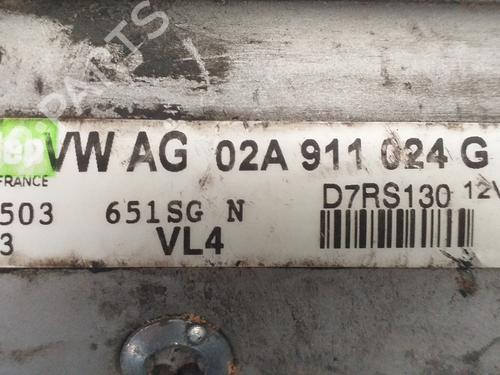 VW AG 02A 911 024 G
FRANCE
D7RS130 12V
503 651SG N
3 VL4
PARTS